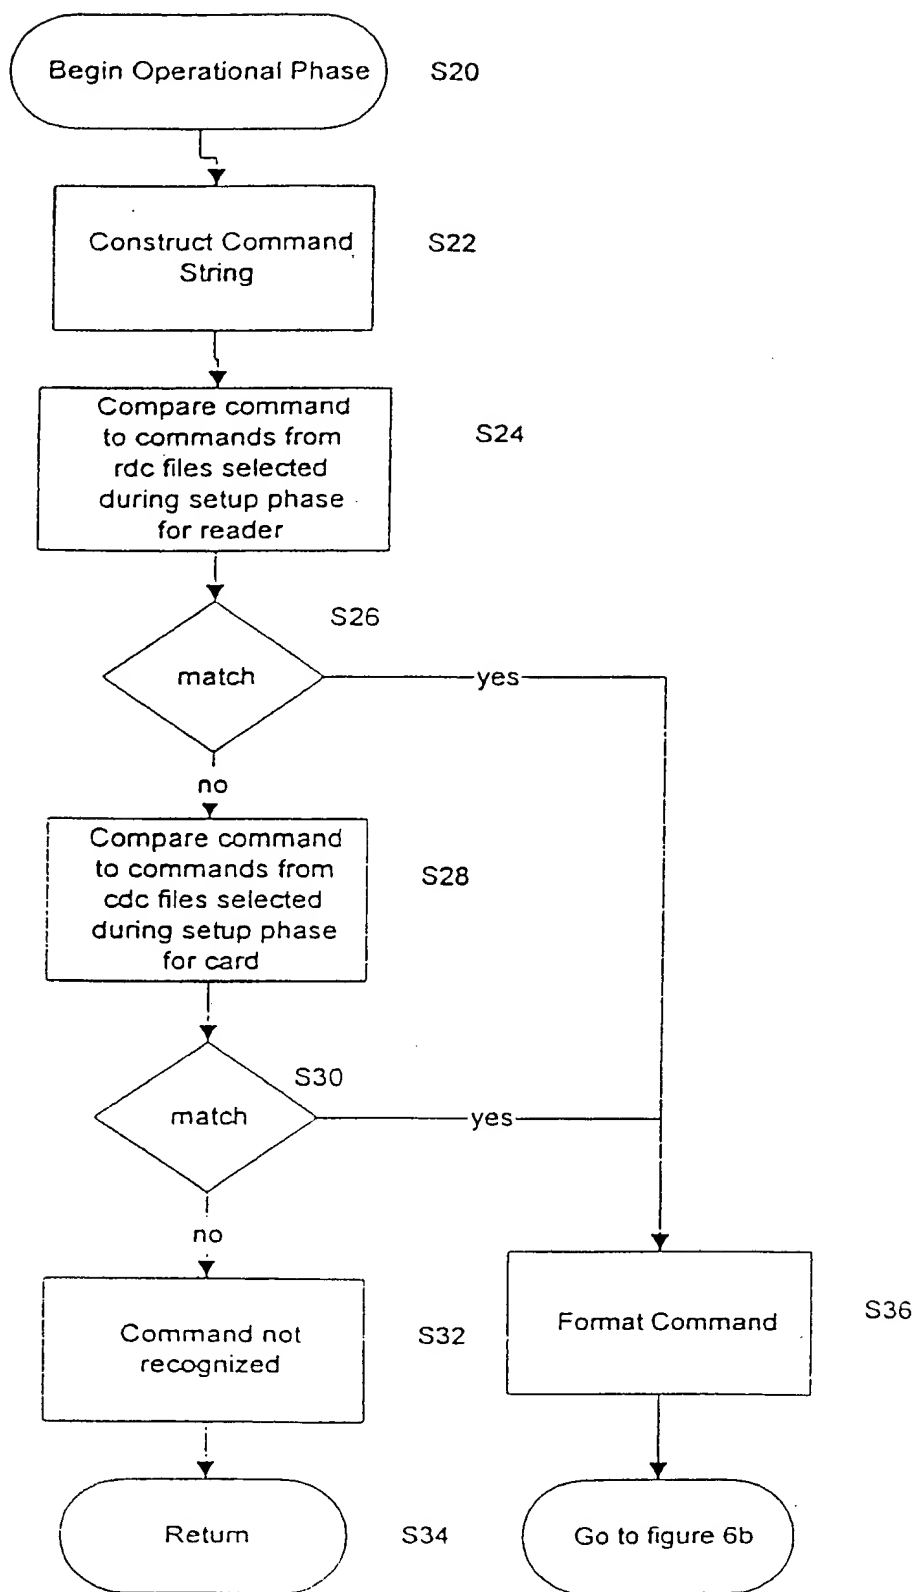 Begin Operational Phase
S20
Construct Command
String
S22
Compare command
to commands from
rdc files selected
during setup phase
for reader
S24
S26
match
yes
no
Compare command
to commands from
cdc files selected
during setup phase
for card
S28
S30
match
yes
no
Command not
recognized
S32
Format Command
S36
Return
S34
Go to figure 6b